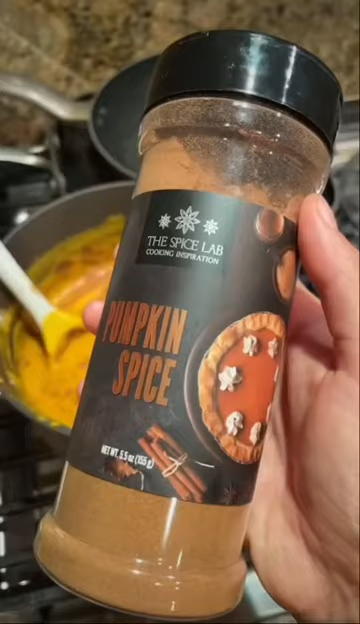 THE SPICE LAB
COOKING INSPIRATION
PUMPKIN
SPICE
NET WT. 5.5 oz (155 g)